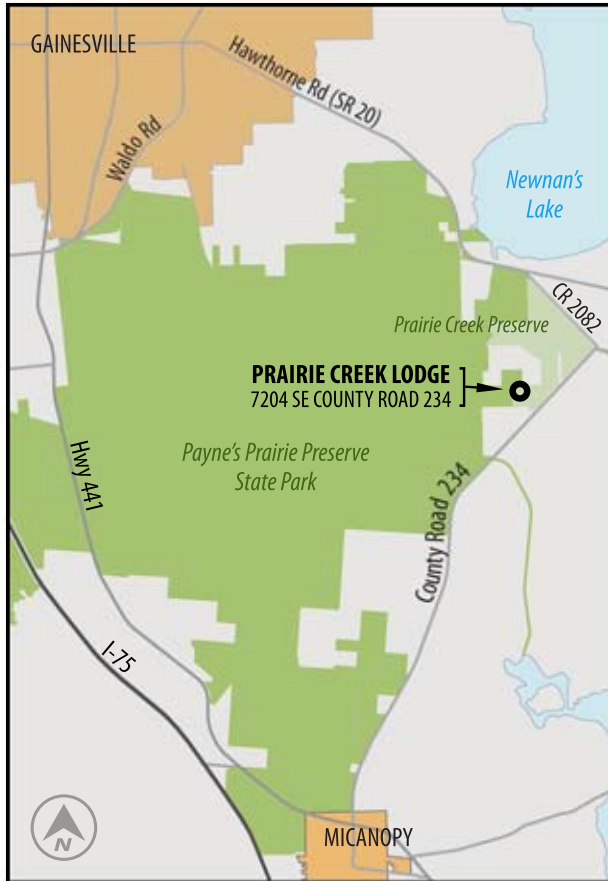 GAINESVILLE
Hawthorne Rd (SR 20)
Waldo Rd
Newnan's
Lake
CR 2082
Prairie Creek Preserve
PRAIRIE CREEK LODGE
7204 SE COUNTY ROAD 234
Payne's Prairie Preserve
State Park
Hwy 441
County Road 234
I-75
MICANOPY
N